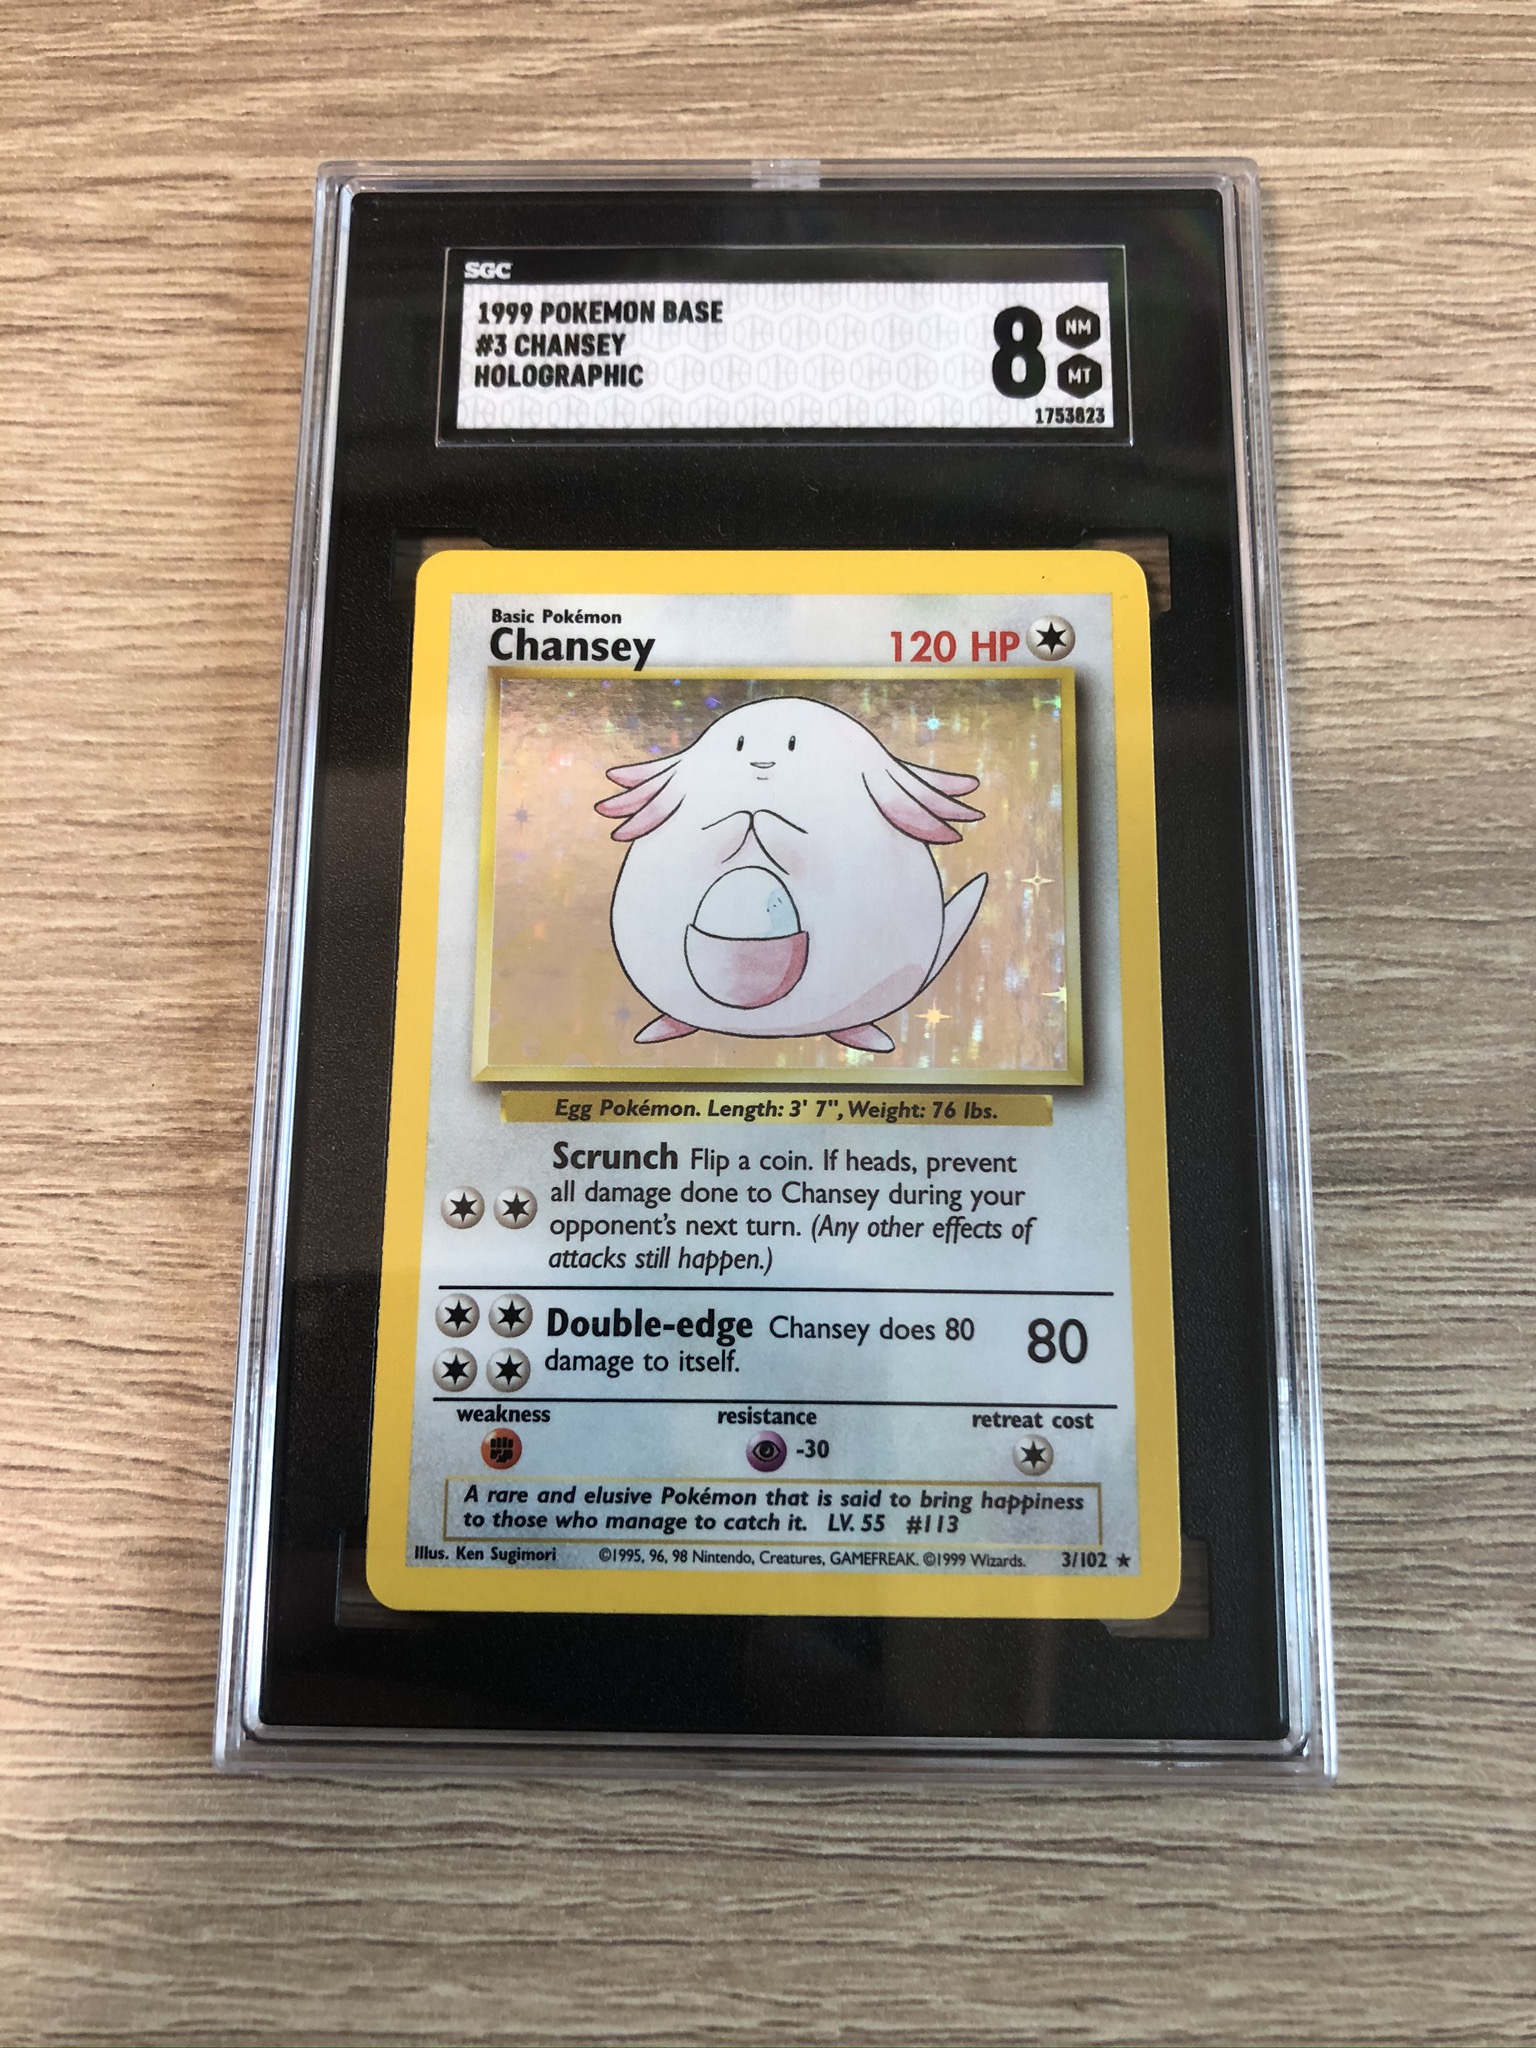 SGC
1999 POKEMON BASE
#3 CHANSEY
HOLOGRAPHIC
8 NM
MT
1753823
Basic Pokémon
Chansey 120 HP
Egg Pokémon. Length: 3' 7", Weight: 76 lbs.
Scrunch Flip a coin. If heads, prevent
all damage done to Chansey during your
opponent's next turn. (Any other effects of
attacks still happen.)
Double-edge Chansey does 80
damage to itself.
80
weakness resistance retreat cost
-30
A rare and elusive Pokémon that is said to bring happiness
to those who manage to catch it. LV. 55 #113
Illus. Ken Sugimori ©1995, 96, 98 Nintendo, Creatures, GAMEFREAK. ©1999 Wizards. 3/102 ★